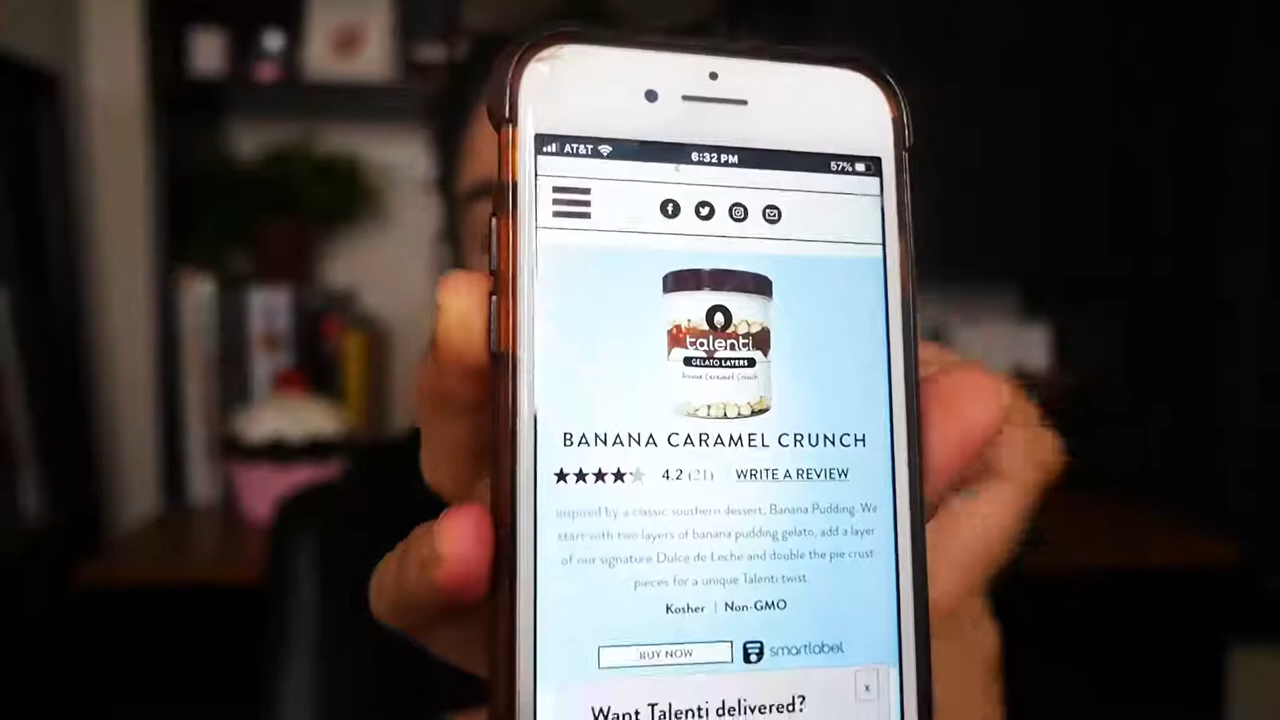 AT&T 6:32 PM 57%
talenti
GELATO LAYERS
Banana Caramel Crunch
BANANA CARAMEL CRUNCH
4.2 (21) WRITE A REVIEW
Inspired by a classic southern dessert, Banana Pudding. We
start with two layers of banana pudding gelato, add a layer
of our signature Dulce de Leche and double the pie crust
pieces for a unique Talenti twist.
Kosher | Non-GMO
BUY NOW smartlabel
x
Want Talenti delivered?